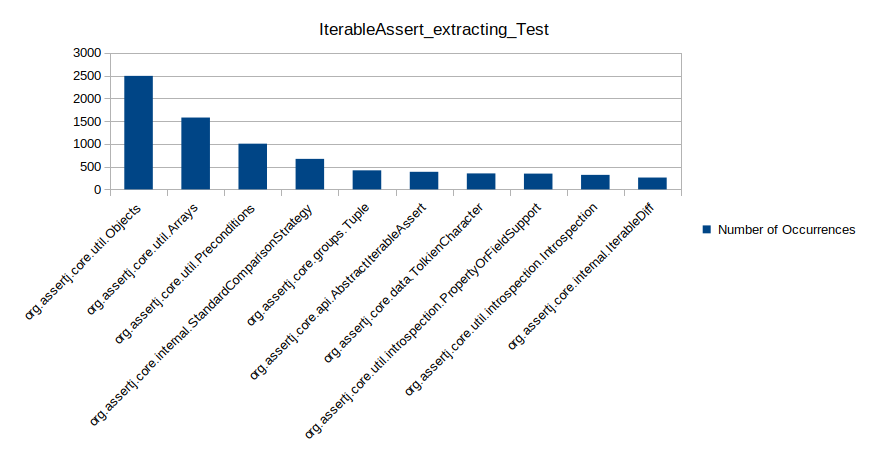 IterableAssert_extracting_Test
3000
2500
2000
1500
1000
500
0
org.assertj.core.util.Objects
org.assertj.core.util.Arrays
org.assertj.core.util.Preconditions
org.assertj.core.internal.StandardComparisonStrategy
org.assertj.core.groups.Tuple
org.assertj.core.api.AbstractIterableAssert
org.assertj.core.data.TolkienCharacter
org.assertj.core.util.introspection.PropertyOrFieldSupport
org.assertj.core.util.introspection.Introspection
org.assertj.core.internal.IterableDiff
Number of Occurrences